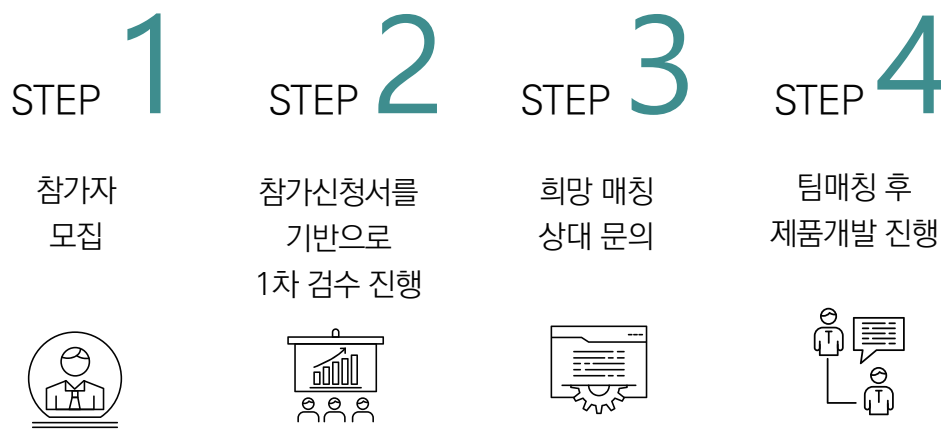 STEP 1
참가자
모집
STEP 2
참가신청서를
기반으로
1차 검수 진행
STEP 3
희망 매칭
상대 문의
STEP 4
팀매칭 후
제품개발 진행